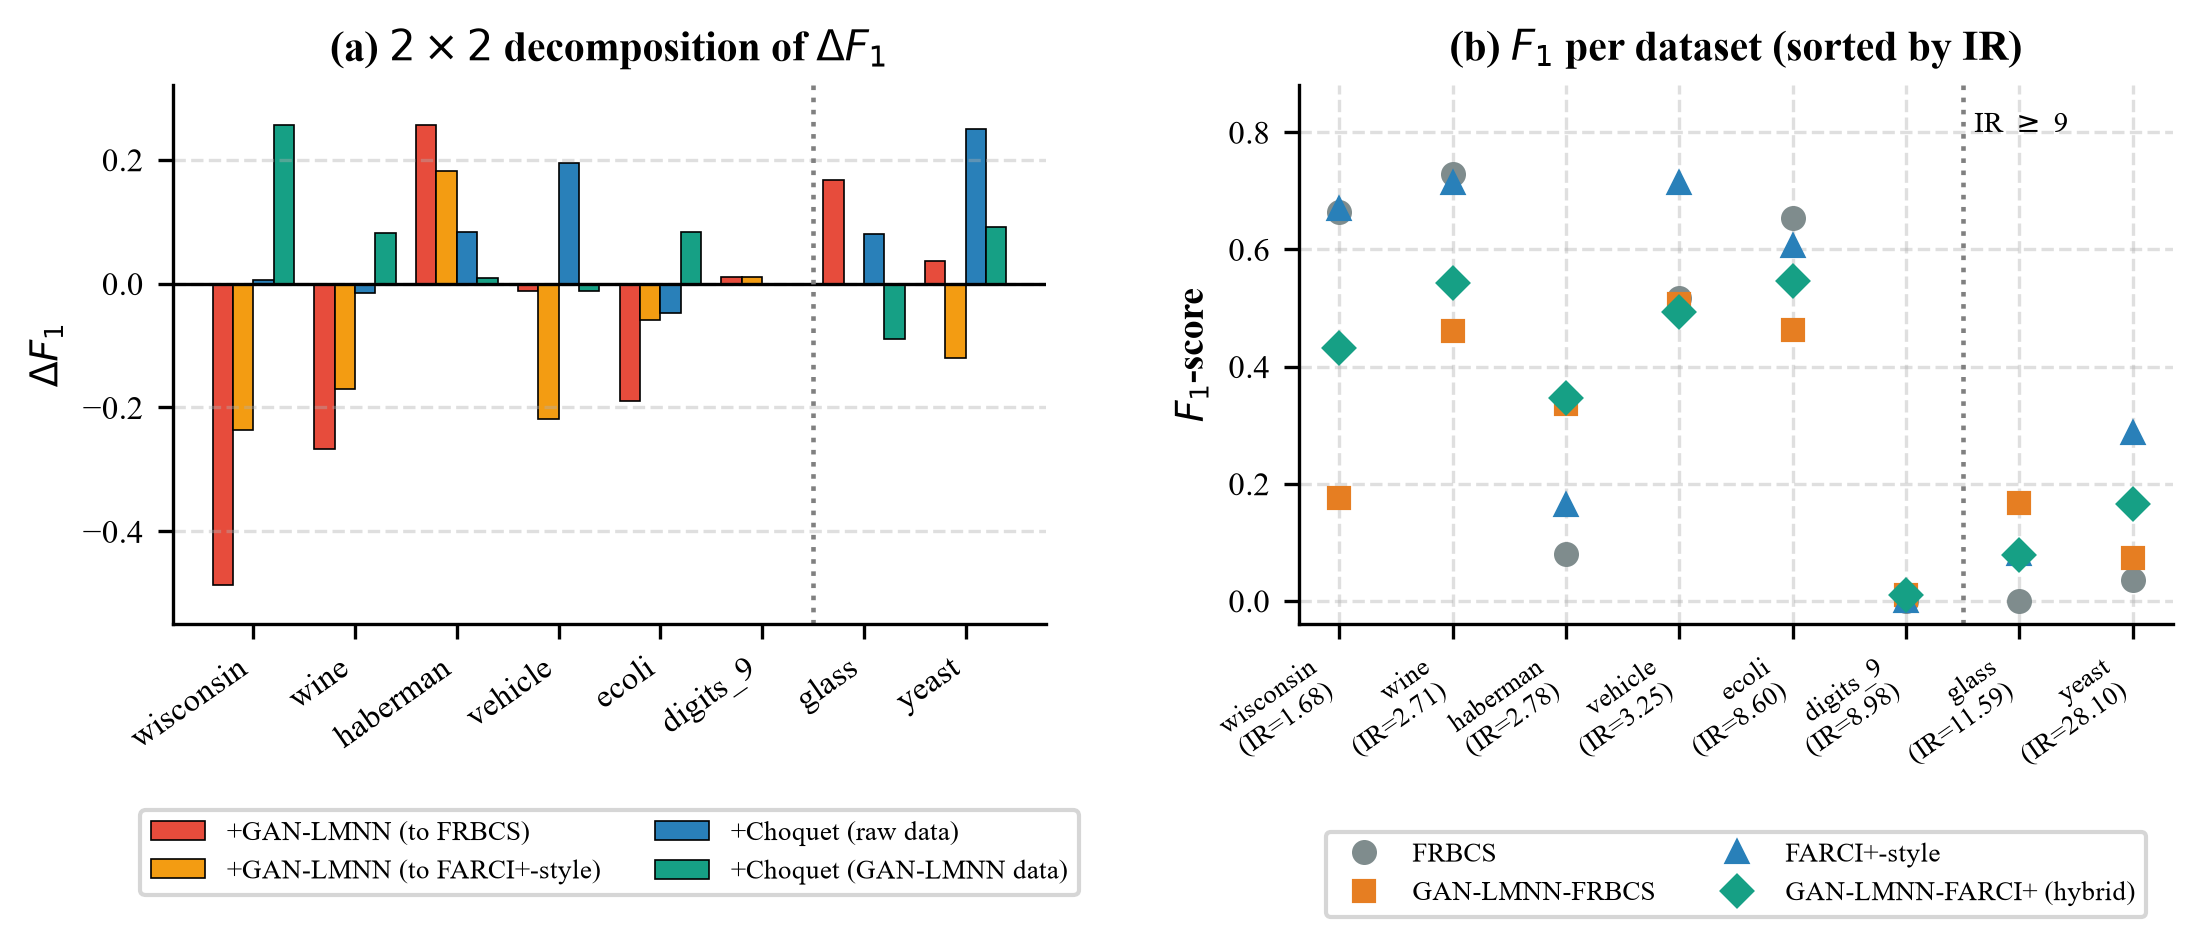 (a) 2 × 2 decomposition of ΔF₁
ΔF₁
0.2
0.0
−0.2
−0.4
wisconsin
wine
haberman
vehicle
ecoli
digits_9
glass
yeast
+GAN-LMNN (to FRBCS)
+GAN-LMNN (to FARCI+-style)
+Choquet (raw data)
+Choquet (GAN-LMNN data)
(b) F₁ per dataset (sorted by IR)
F₁-score
0.8
0.6
0.4
0.2
0.0
IR ≥ 9
wisconsin
(IR=1.68)
wine
(IR=2.71)
haberman
(IR=2.78)
vehicle
(IR=3.25)
ecoli
(IR=8.60)
digits_9
(IR=8.98)
glass
(IR=11.59)
yeast
(IR=28.10)
FRBCS
GAN-LMNN-FRBCS
FARCI+-style
GAN-LMNN-FARCI+ (hybrid)